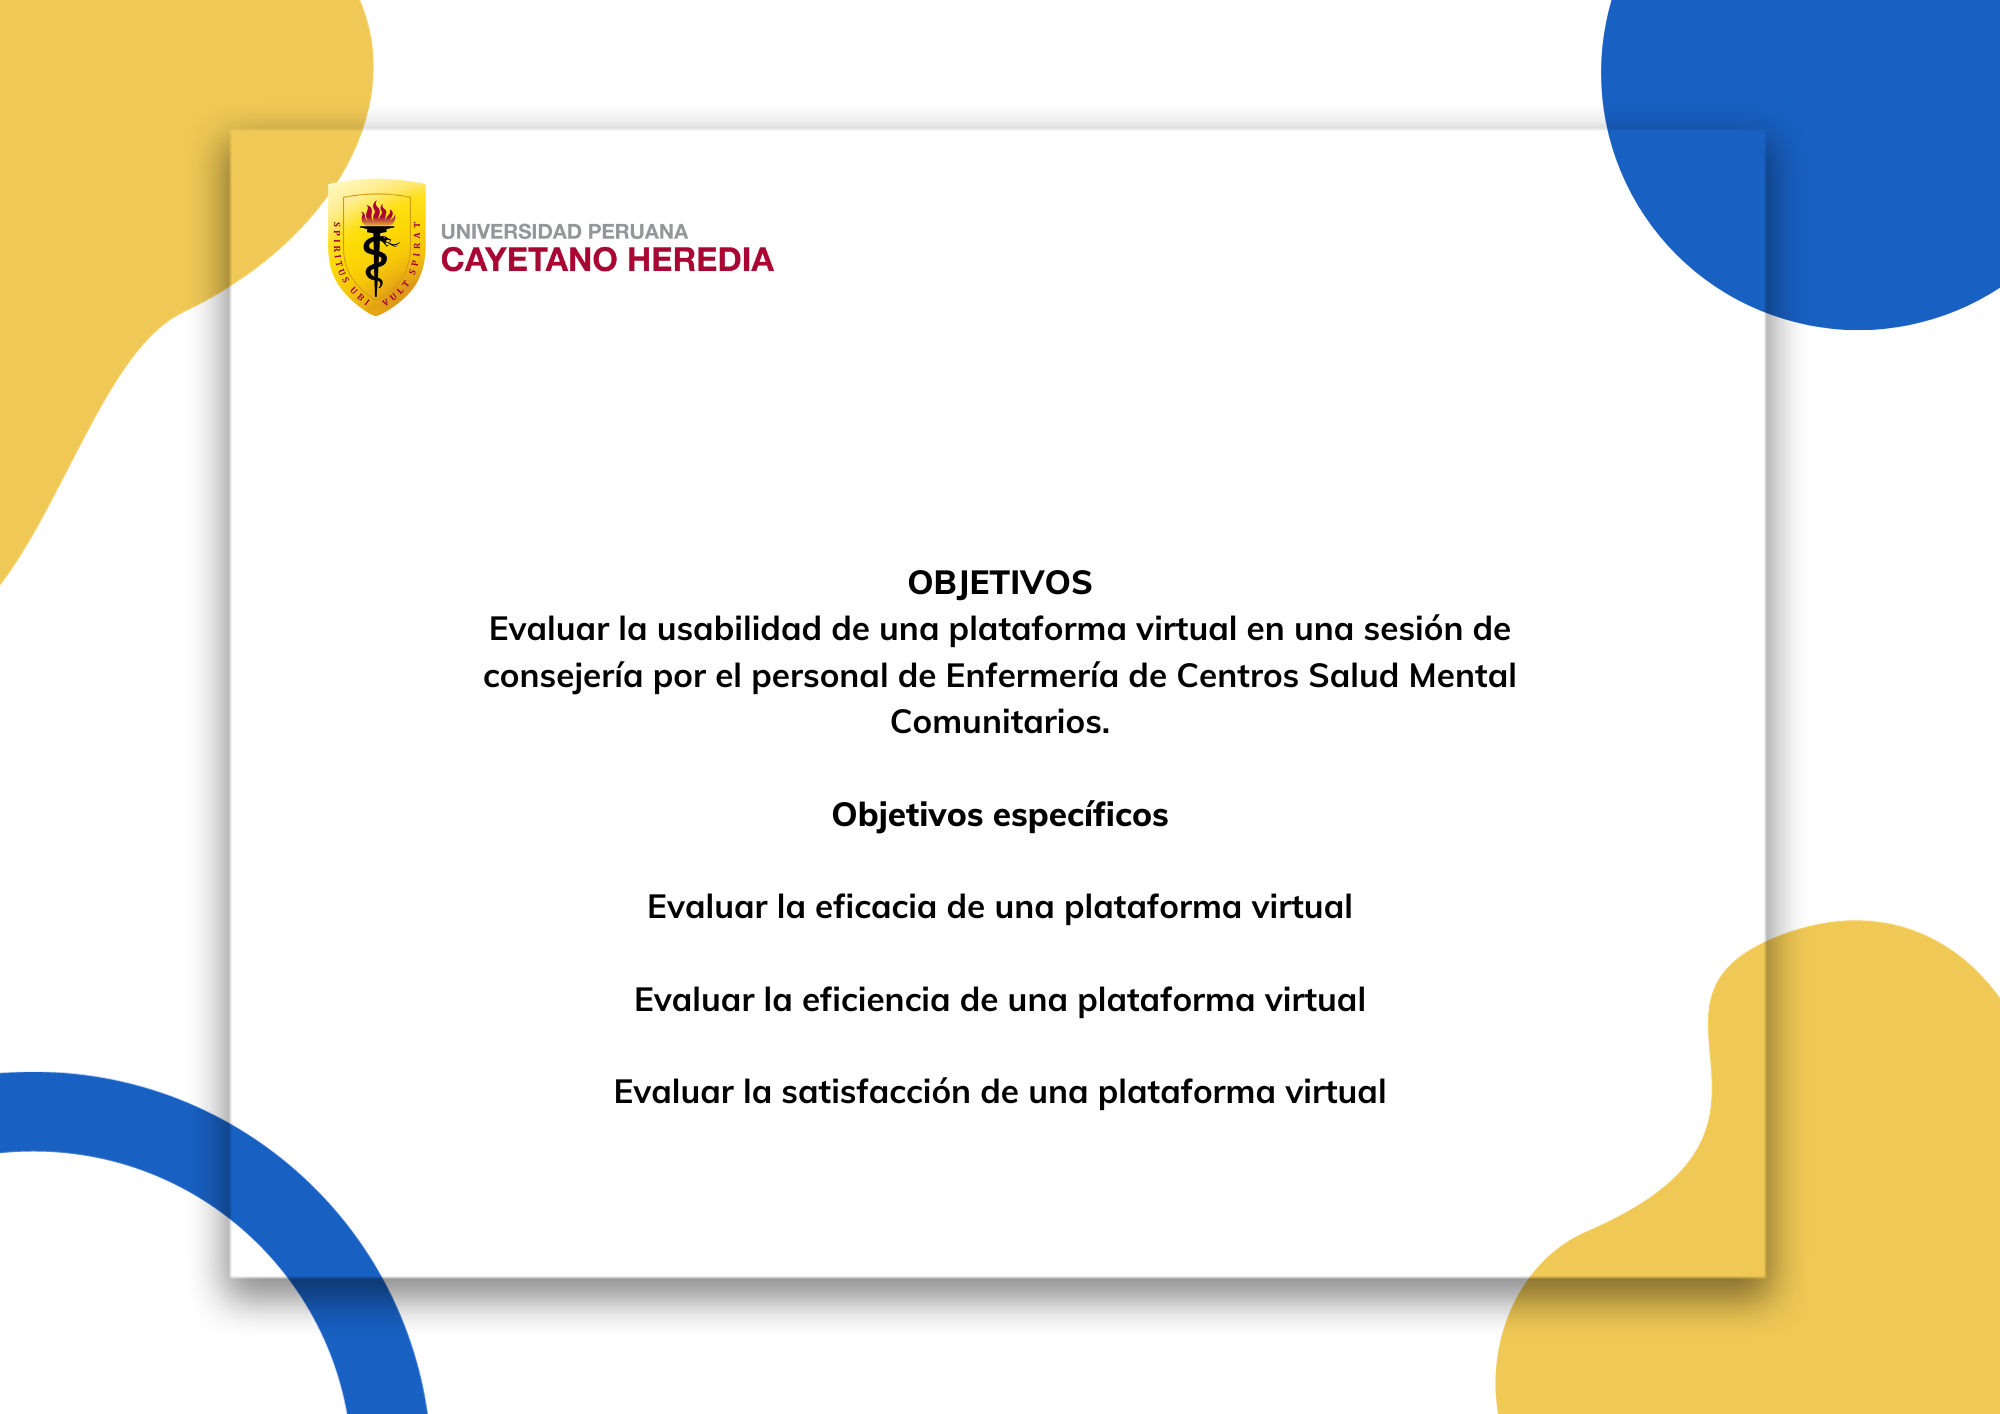 SPIRITUS UBI VULT SPIRAT
UNIVERSIDAD PERUANA
CAYETANO HEREDIA
OBJETIVOS
Evaluar la usabilidad de una plataforma virtual en una sesión de
consejería por el personal de Enfermería de Centros Salud Mental
Comunitarios.
Objetivos específicos
Evaluar la eficacia de una plataforma virtual
Evaluar la eficiencia de una plataforma virtual
Evaluar la satisfacción de una plataforma virtual